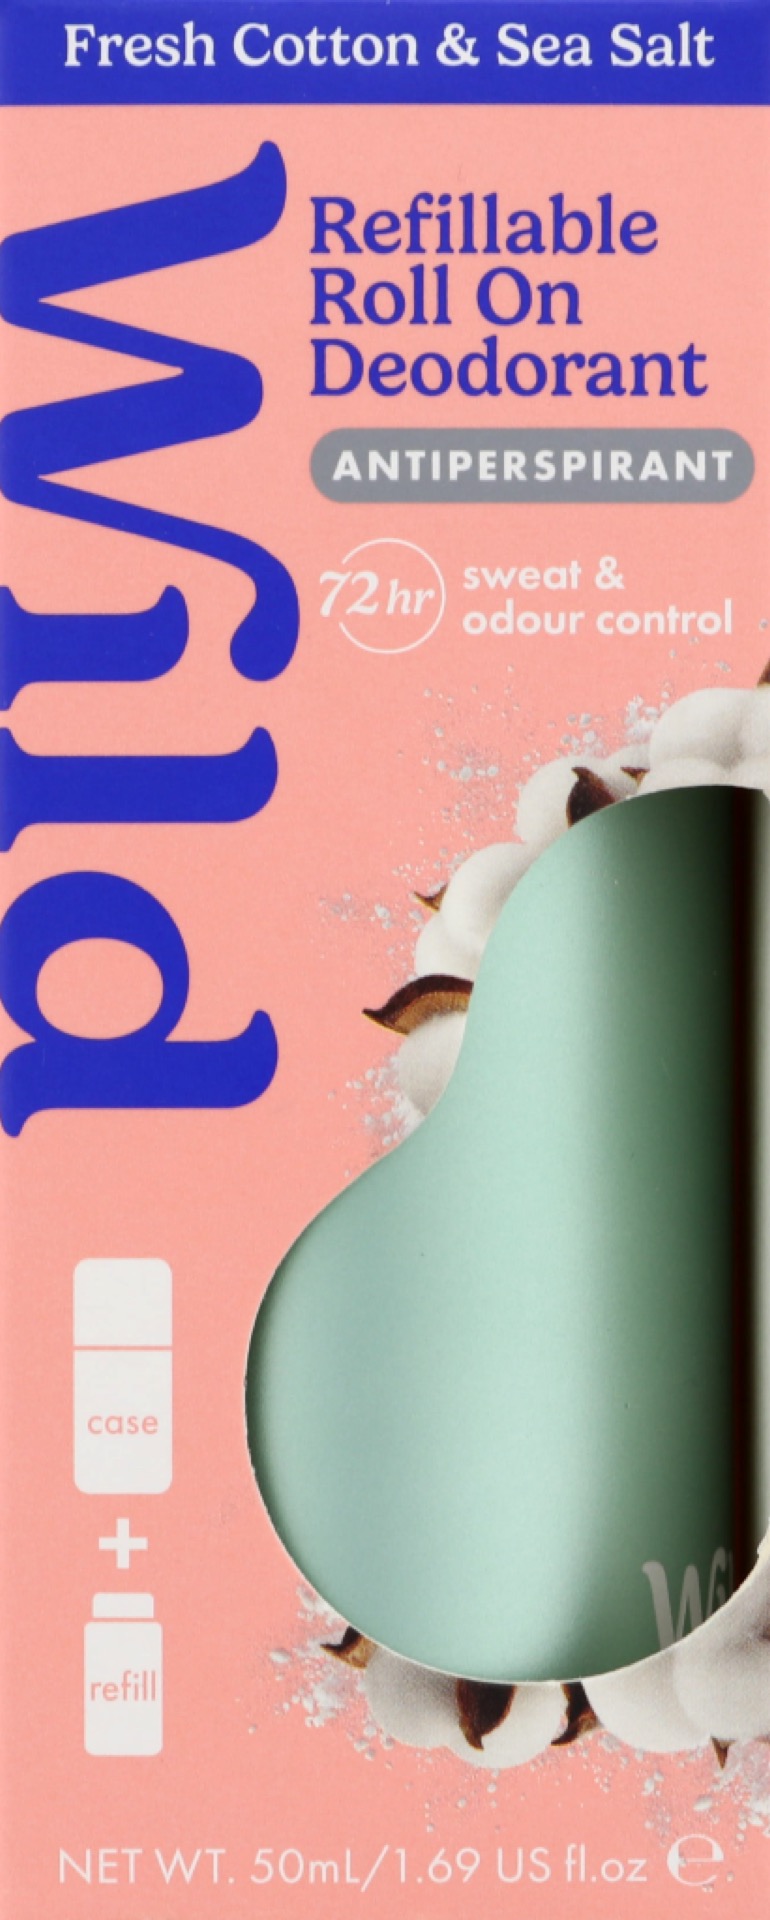 Fresh Cotton & Sea Salt
Wild
Refillable
Roll On
Deodorant
ANTIPERSPIRANT
72hr
sweat &
odour control
case
+
refill
Wi
NET WT. 50mL/1.69 US fl.oz ℮